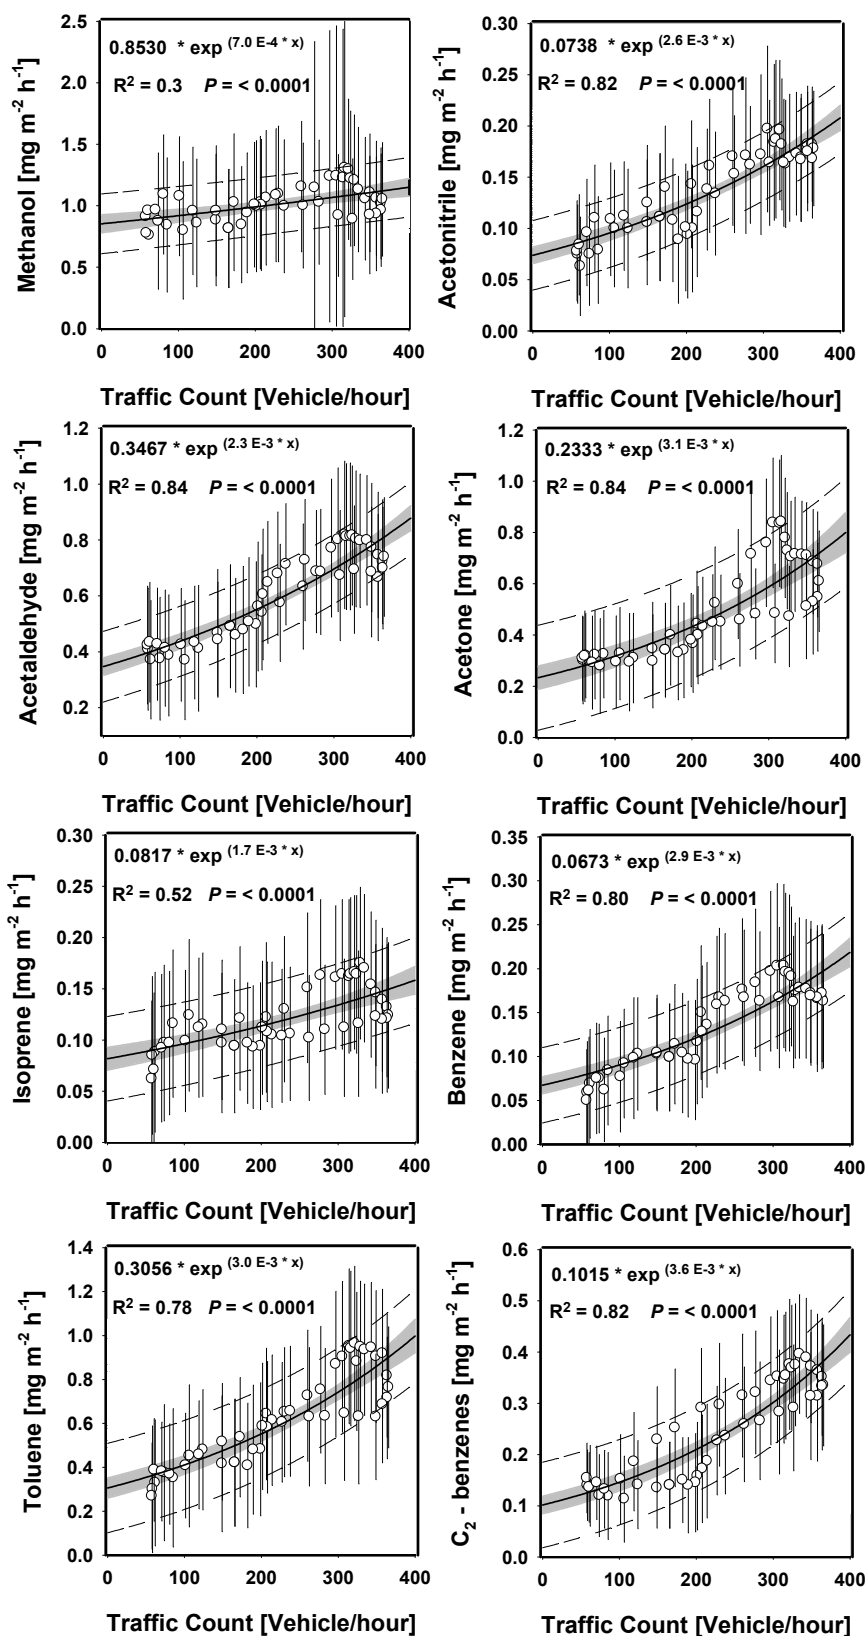 0.8530 * exp (7.0 E-4 * x)
R² = 0.3 P = < 0.0001
Methanol [mg m⁻² h⁻¹]
2.5
2.0
1.5
1.0
0.5
0.0
0 100 200 300 400
Traffic Count [Vehicle/hour]
0.0738 * exp (2.6 E-3 * x)
R² = 0.82 P = < 0.0001
Acetonitrile [mg m⁻² h⁻¹]
0.30
0.25
0.20
0.15
0.10
0.05
0.00
0 100 200 300 400
Traffic Count [Vehicle/hour]
0.3467 * exp (2.3 E-3 * x)
R² = 0.84 P = < 0.0001
Acetaldehyde [mg m⁻² h⁻¹]
1.2
1.0
0.8
0.6
0.4
0.2
0 100 200 300 400
Traffic Count [Vehicle/hour]
0.2333 * exp (3.1 E-3 * x)
R² = 0.84 P = < 0.0001
Acetone [mg m⁻² h⁻¹]
1.2
1.0
0.8
0.6
0.4
0.2
0.0
0 100 200 300 400
Traffic Count [Vehicle/hour]
0.0817 * exp (1.7 E-3 * x)
R² = 0.52 P = < 0.0001
Isoprene [mg m⁻² h⁻¹]
0.30
0.25
0.20
0.15
0.10
0.05
0.00
0 100 200 300 400
Traffic Count [Vehicle/hour]
0.0673 * exp (2.9 E-3 * x)
R² = 0.80 P = < 0.0001
Benzene [mg m⁻² h⁻¹]
0.35
0.30
0.25
0.20
0.15
0.10
0.05
0.00
0 100 200 300 400
Traffic Count [Vehicle/hour]
0.3056 * exp (3.0 E-3 * x)
R² = 0.78 P = < 0.0001
Toluene [mg m⁻² h⁻¹]
1.4
1.2
1.0
0.8
0.6
0.4
0.2
0.0
0 100 200 300 400
Traffic Count [Vehicle/hour]
0.1015 * exp (3.6 E-3 * x)
R² = 0.82 P = < 0.0001
C₂ - benzenes [mg m⁻² h⁻¹]
0.6
0.5
0.4
0.3
0.2
0.1
0.0
0 100 200 300 400
Traffic Count [Vehicle/hour]